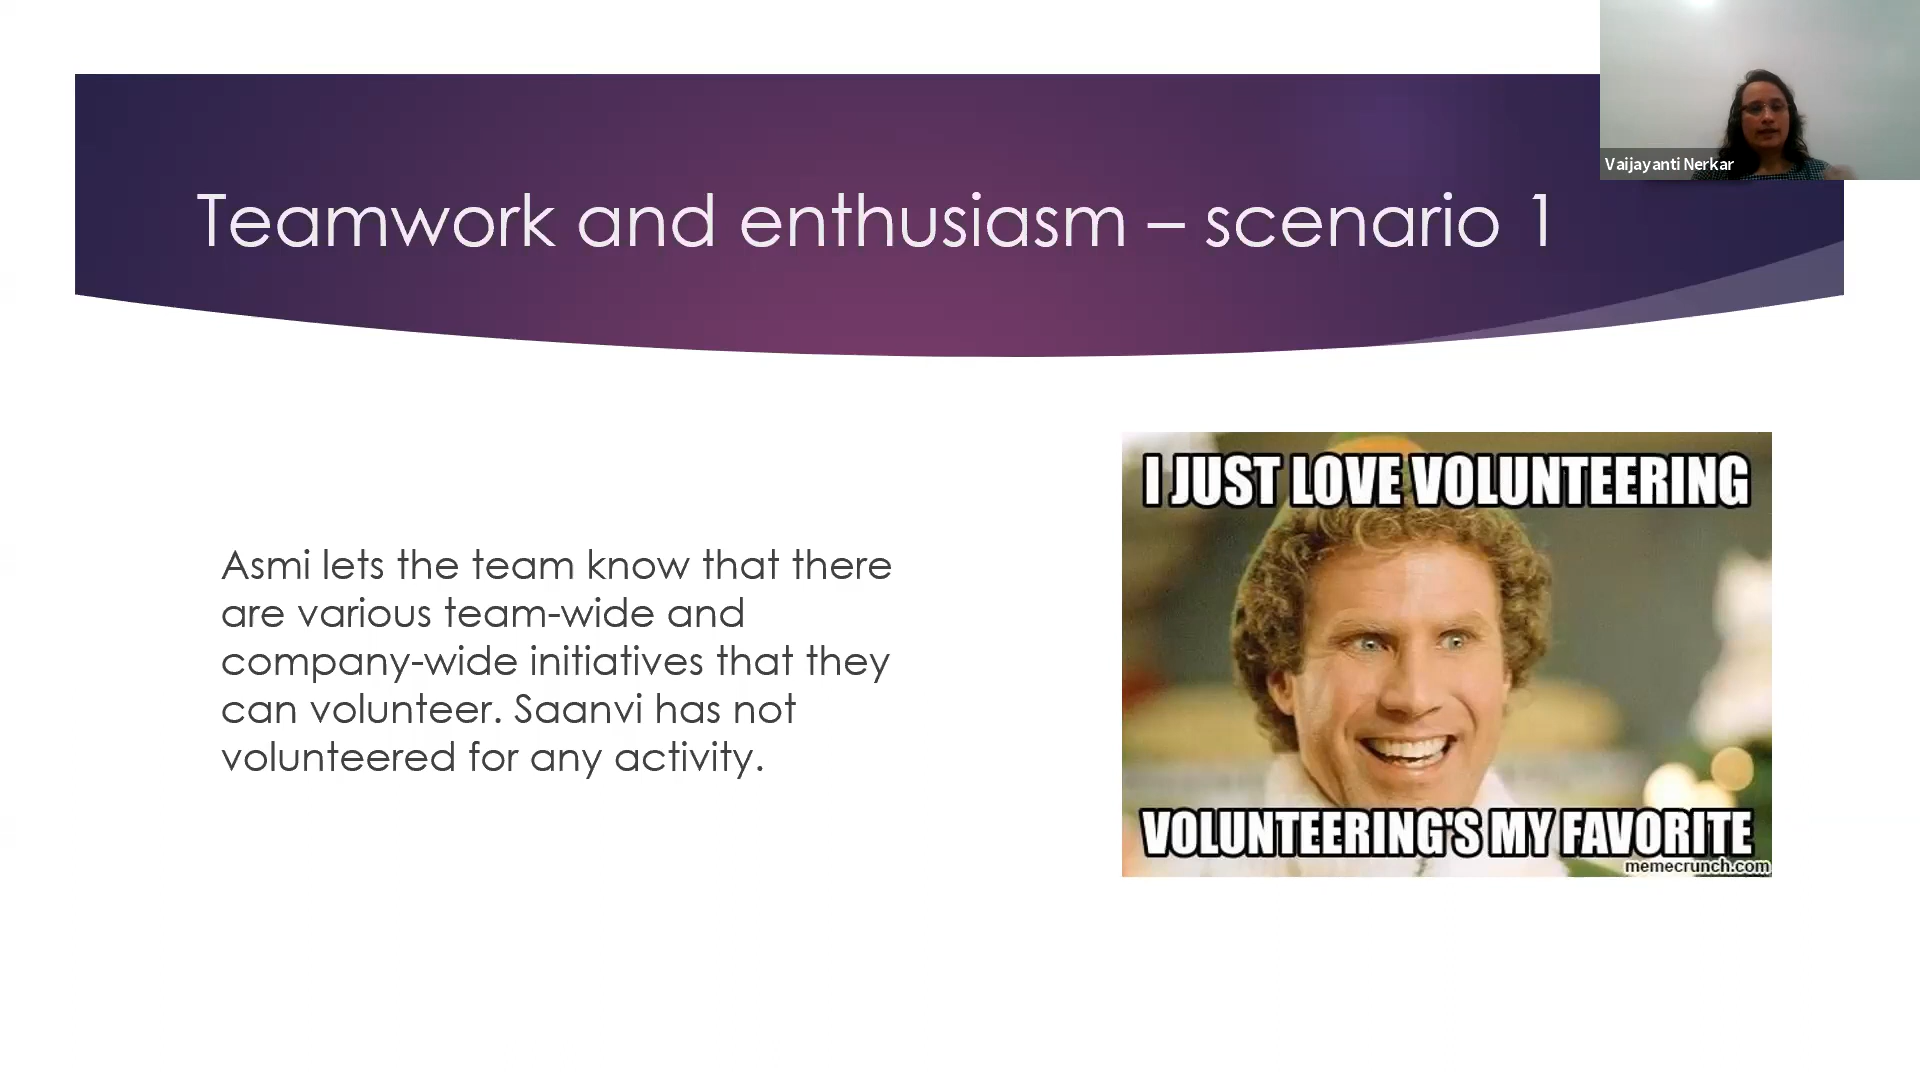 Vaijayanti Nerkar
Teamwork and enthusiasm – scenario 1
Asmi lets the team know that there
are various team-wide and
company-wide initiatives that they
can volunteer. Saanvi has not
volunteered for any activity.
I JUST LOVE VOLUNTEERING
VOLUNTEERING'S MY FAVORITE
memecrunch.com